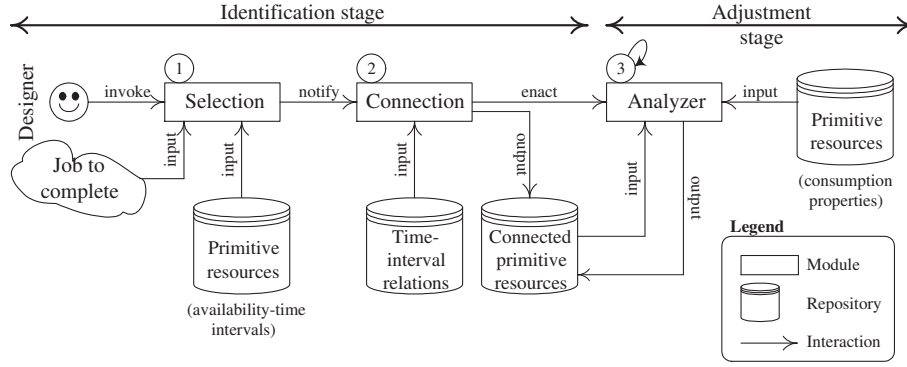 Identification stage
Adjustment
stage
1
2
3
Designer
invoke
Selection
notify
Connection
enact
Analyzer
input
Primitive
resources
(consumption
properties)
Job to
complete
input
input
input
output
input
output
Primitive
resources
(availability-time
intervals)
Time-
interval
relations
Connected
primitive
resources
Legend
Module
Repository
Interaction